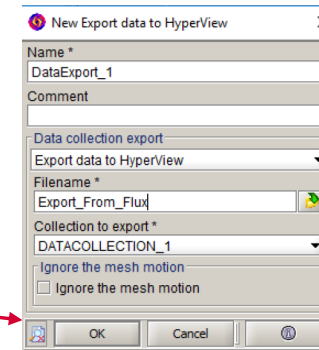 New Export data to HyperView
Name *
DataExport_1
Comment
Data collection export
Export data to HyperView
Filename *
Export_From_Flux
Collection to export *
DATACOLLECTION_1
Ignore the mesh motion
Ignore the mesh motion
OK Cancel